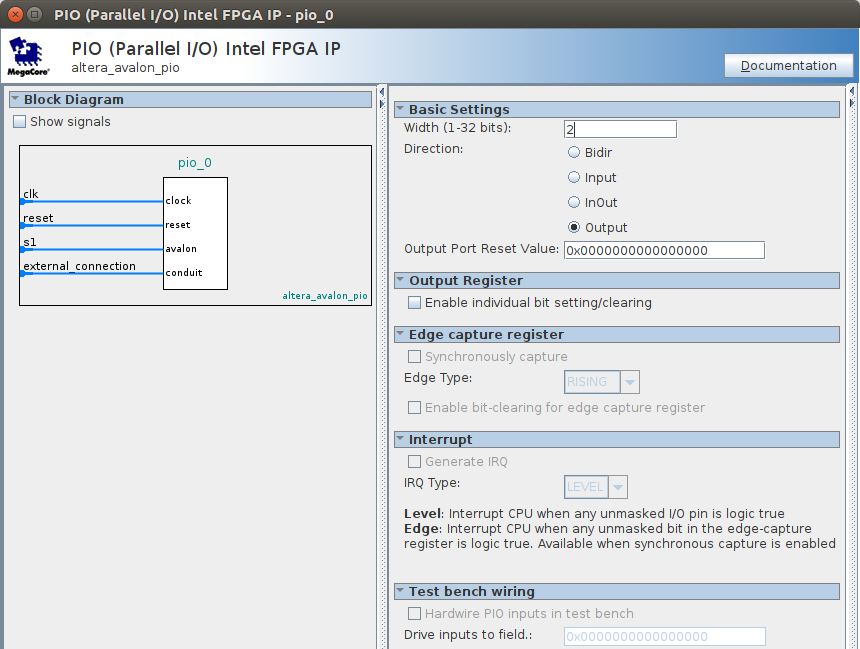 PIO (Parallel I/O) Intel FPGA IP - pio_0
PIO (Parallel I/O) Intel FPGA IP
altera_avalon_pio
MegaCore®
Documentation
Block Diagram
Show signals
pio_0
clk
clock
reset
reset
s1
avalon
external_connection
conduit
altera_avalon_pio
Basic Settings
Width (1-32 bits): 2
Direction:
Bidir
Input
InOut
Output
Output Port Reset Value: 0x0000000000000000
Output Register
Enable individual bit setting/clearing
Edge capture register
Synchronously capture
Edge Type: RISING
Enable bit-clearing for edge capture register
Interrupt
Generate IRQ
IRQ Type: LEVEL
Level: Interrupt CPU when any unmasked I/O pin is logic true
Edge: Interrupt CPU when any unmasked bit in the edge-capture
register is logic true. Available when synchronous capture is enabled
Test bench wiring
Hardwire PIO inputs in test bench
Drive inputs to field.: 0x0000000000000000